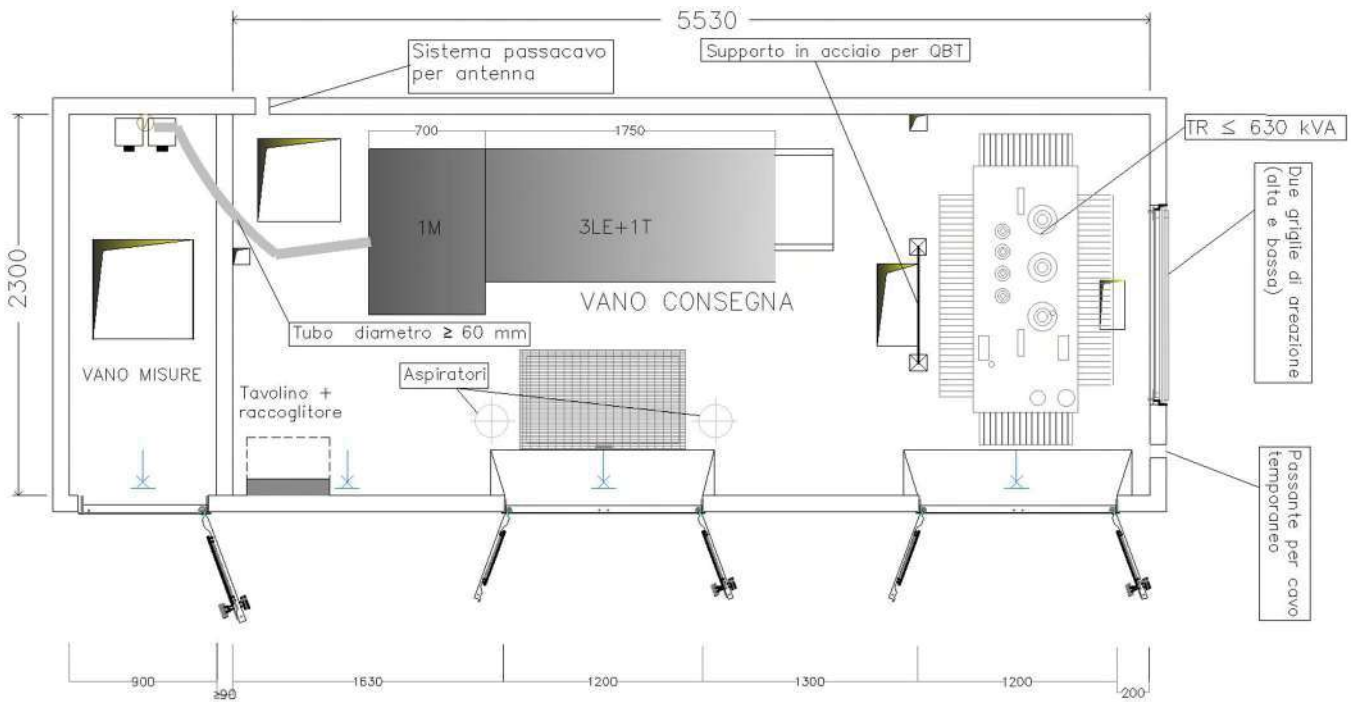 5530
Sistema passacavo
per antenna
Supporto in acciaio per QBT
TR ≤ 630 kVA
700
1750
2300
1M
3LE+1T
VANO CONSEGNA
Due griglie di areazione
(alta e bassa)
Tubo diametro ≥ 60 mm
VANO MISURE
Aspiratori
Tavolino +
raccoglitore
Passante per cavo
temporaneo
900
≥90
1630
1200
1300
1200
200